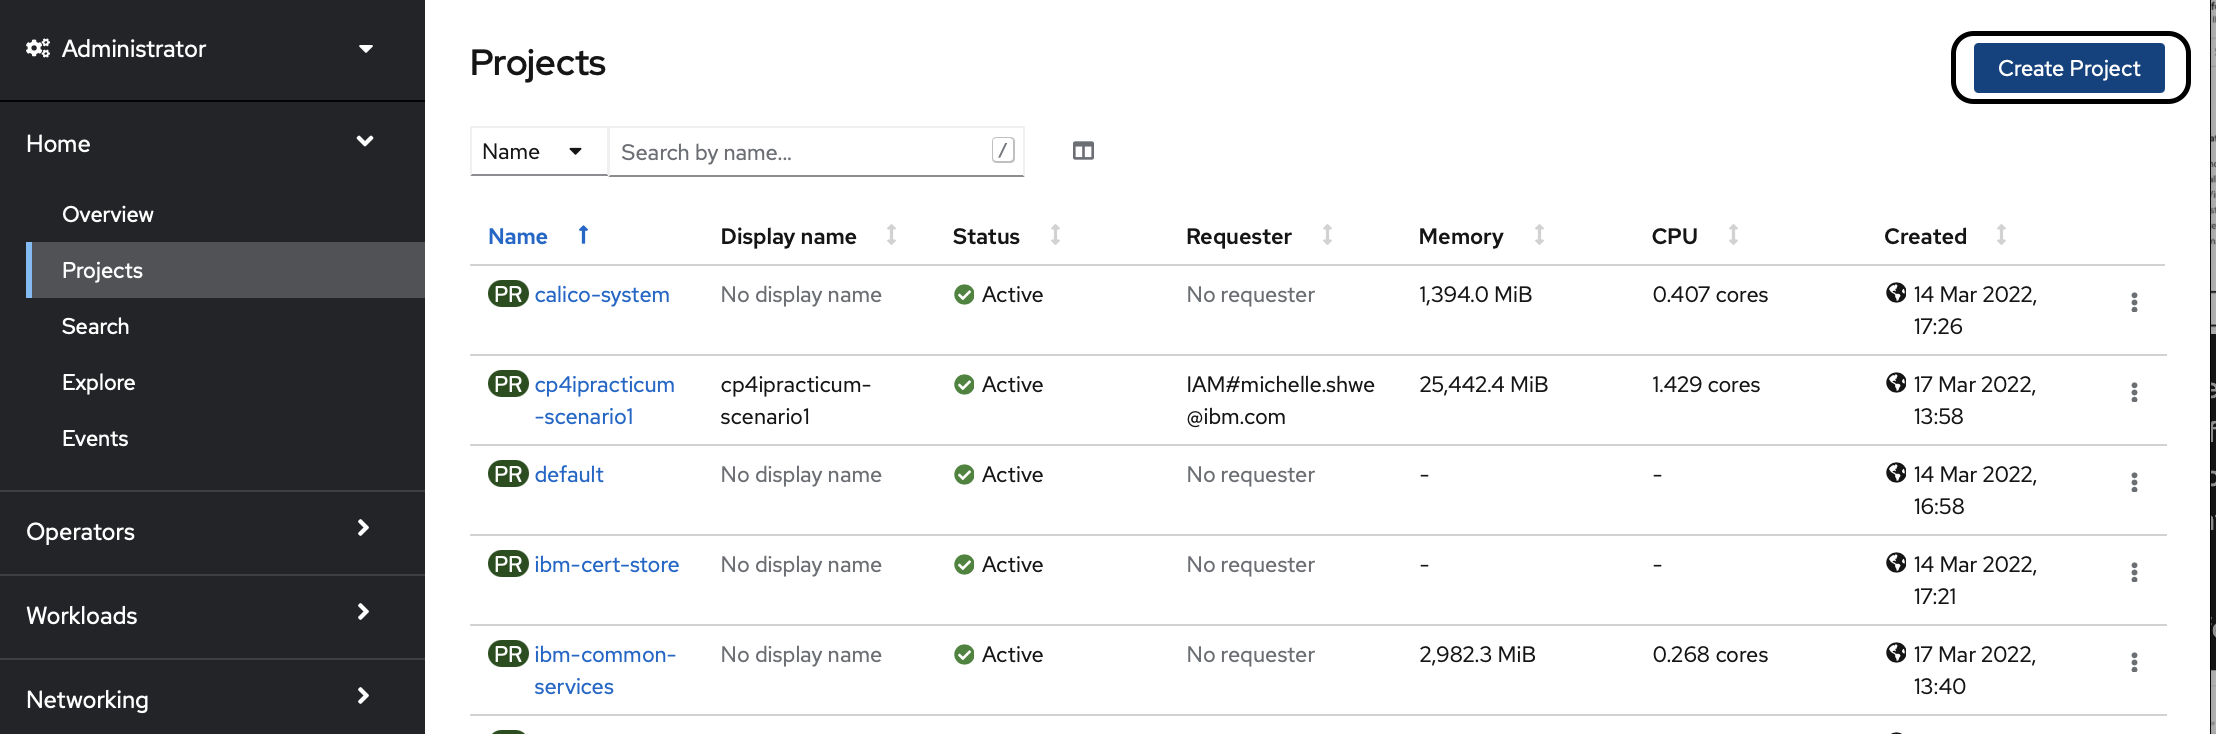 Administrator
Home
Overview
Projects
Search
Explore
Events
Operators
Workloads
Networking
Projects
Create Project
Name
Search by name...
/
Name Display name Status Requester Memory CPU Created
PR calico-system No display name Active No requester 1,394.0 MiB 0.407 cores 14 Mar 2022,
17:26
PR cp4ipracticum cp4ipracticum- Active IAM#michelle.shwe 25,442.4 MiB 1.429 cores 17 Mar 2022,
-scenario1 scenario1 @ibm.com 13:58
PR default No display name Active No requester - - 14 Mar 2022,
16:58
PR ibm-cert-store No display name Active No requester - - 14 Mar 2022,
17:21
PR ibm-common- No display name Active No requester 2,982.3 MiB 0.268 cores 17 Mar 2022,
services 13:40